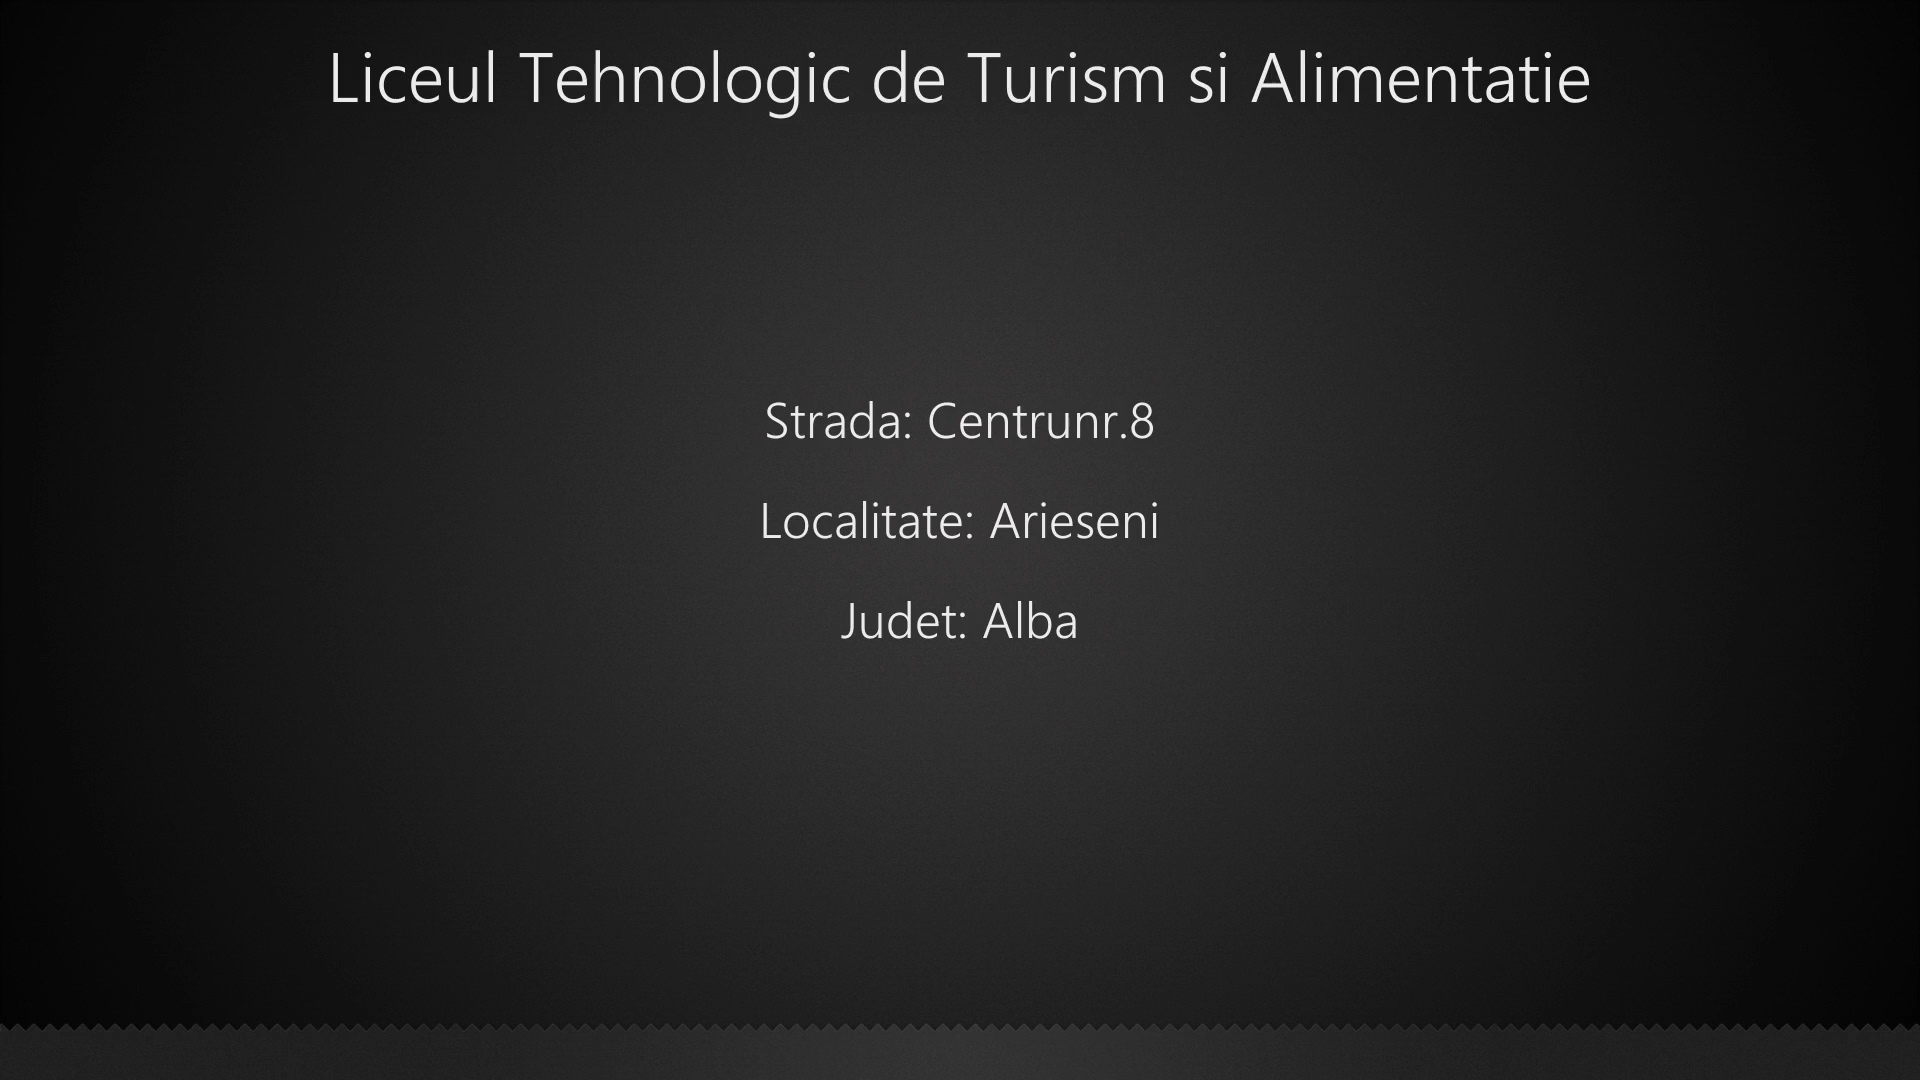 Liceul Tehnologic de Turism si Alimentatie
Strada: Centrunr.8
Localitate: Arieseni
Judet: Alba